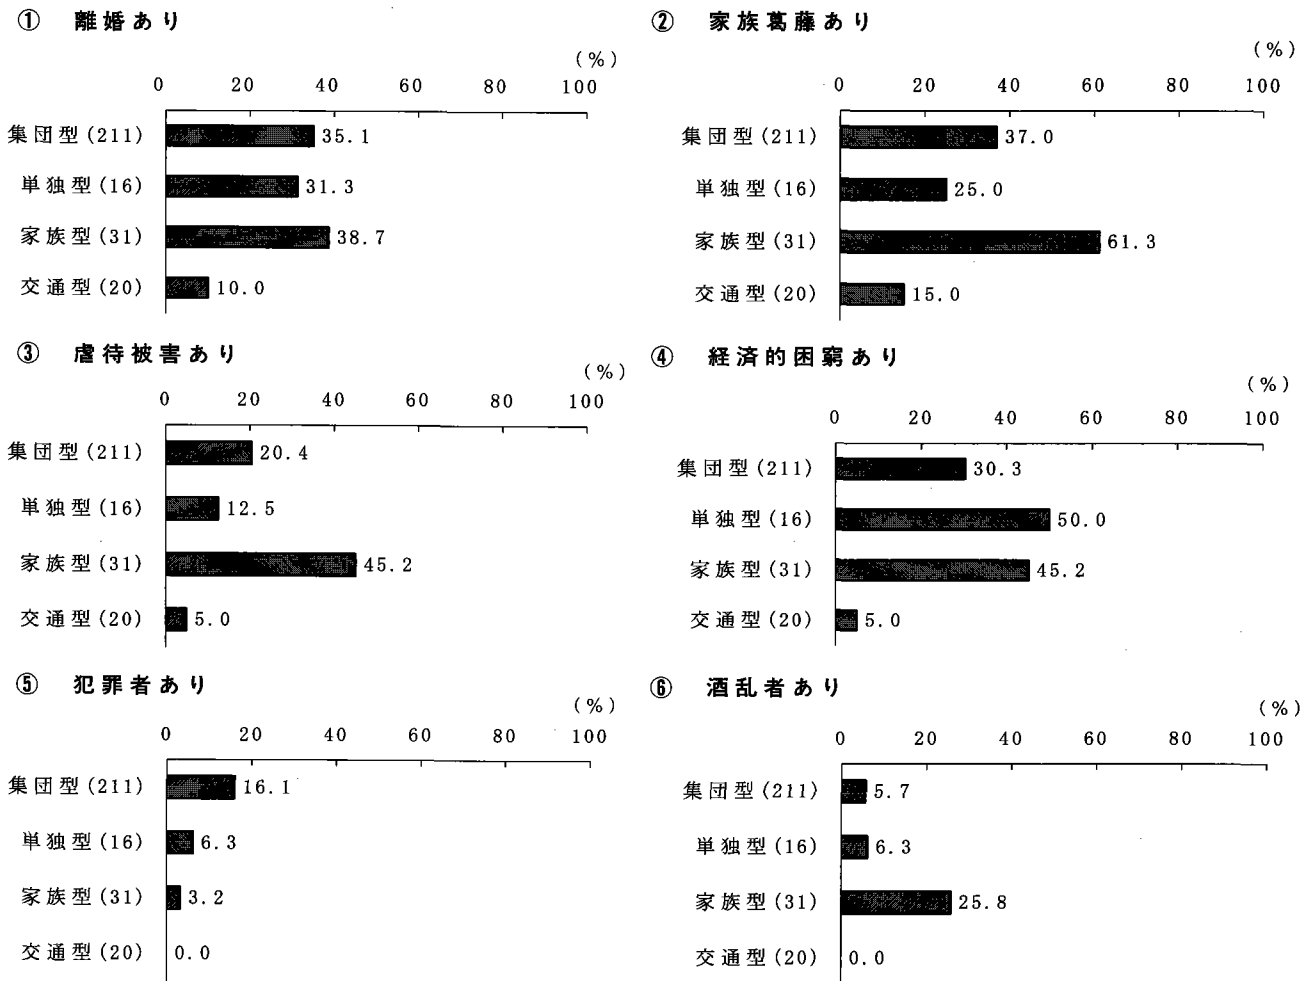 ① 離婚あり
(%)
0 20 40 60 80 100
集団型(211) 35.1
単独型(16) 31.3
家族型(31) 38.7
交通型(20) 10.0
② 家族葛藤あり
(%)
0 20 40 60 80 100
集団型(211) 37.0
単独型(16) 25.0
家族型(31) 61.3
交通型(20) 15.0
③ 虐待被害あり
(%)
0 20 40 60 80 100
集団型(211) 20.4
単独型(16) 12.5
家族型(31) 45.2
交通型(20) 5.0
④ 経済的困窮あり
(%)
0 20 40 60 80 100
集団型(211) 30.3
単独型(16) 50.0
家族型(31) 45.2
交通型(20) 5.0
⑤ 犯罪者あり
(%)
0 20 40 60 80 100
集団型(211) 16.1
単独型(16) 6.3
家族型(31) 3.2
交通型(20) 0.0
⑥ 酒乱者あり
(%)
0 20 40 60 80 100
集団型(211) 5.7
単独型(16) 6.3
家族型(31) 25.8
交通型(20) 0.0